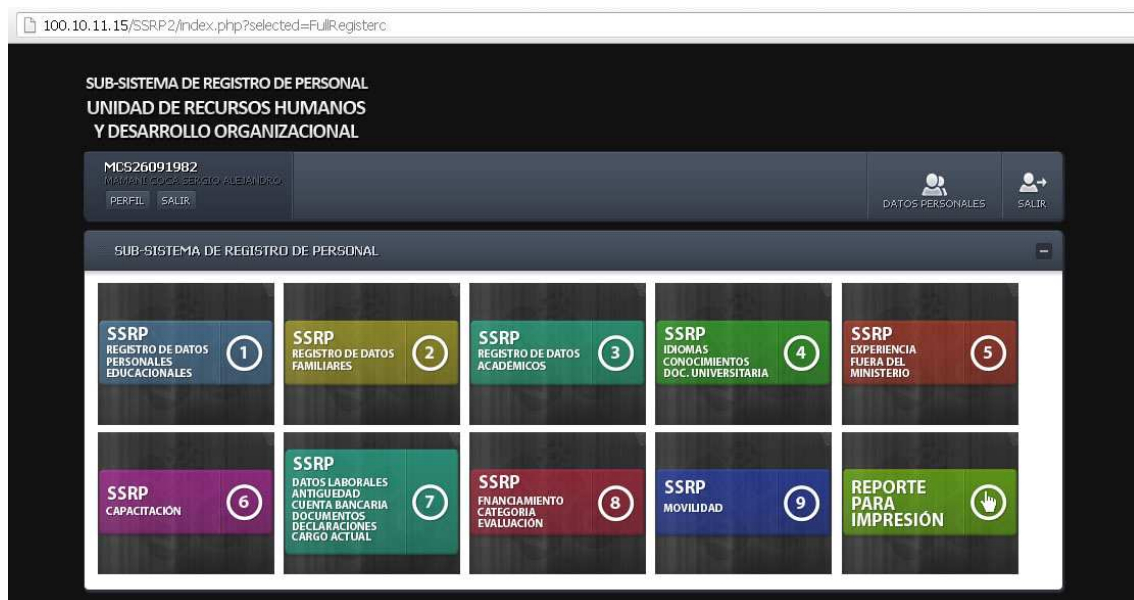 100.10.11.15/SSRP2/index.php?selected=FullRegisterc
SUB-SISTEMA DE REGISTRO DE PERSONAL
UNIDAD DE RECURSOS HUMANOS
Y DESARROLLO ORGANIZACIONAL
MCS26091982
MAMANI COCA SERGIO ALEJANDRO
PERFIL SALIR
DATOS PERSONALES
SALIR
SUB-SISTEMA DE REGISTRO DE PERSONAL
SSRP
REGISTRO DE DATOS
PERSONALES
EDUCACIONALES
1
SSRP
REGISTRO DE DATOS
FAMILIARES
2
SSRP
REGISTRO DE DATOS
ACADÉMICOS
3
SSRP
IDIOMAS
CONOCIMIENTOS
DOC. UNIVERSITARIA
4
SSRP
EXPERIENCIA
FUERA DEL
MINISTERIO
5
SSRP
CAPACITACIÓN
6
SSRP
DATOS LABORALES
ANTIGUEDAD
CUENTA BANCARIA
DOCUMENTOS
DECLARACIONES
CARGO ACTUAL
7
SSRP
FNANCIAMIENTO
CATEGORIA
EVALUACIÓN
8
SSRP
MOVILIDAD
9
REPORTE
PARA
IMPRESIÓN